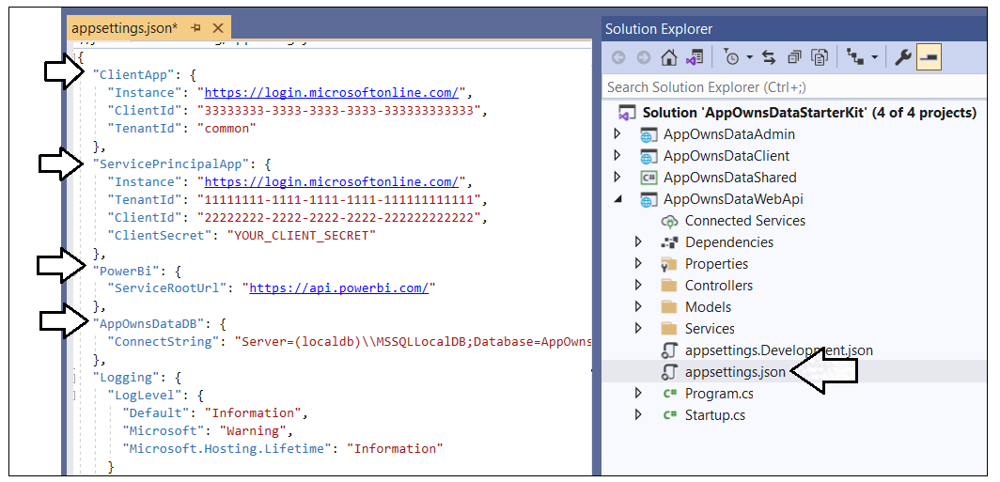 appsettings.json*
{
"ClientApp": {
"Instance": "https://login.microsoftonline.com/",
"ClientId": "33333333-3333-3333-3333-333333333333",
"TenantId": "common"
},
"ServicePrincipalApp": {
"Instance": "https://login.microsoftonline.com/",
"TenantId": "11111111-1111-1111-1111-111111111111",
"ClientId": "22222222-2222-2222-2222-222222222222",
"ClientSecret": "YOUR_CLIENT_SECRET"
},
"PowerBi": {
"ServiceRootUrl": "https://api.powerbi.com/"
},
"AppOwnsDataDB": {
"ConnectString": "Server=(localdb)\\MSSQLLocalDB;Database=AppOwns
},
"Logging": {
"LogLevel": {
"Default": "Information",
"Microsoft": "Warning",
"Microsoft.Hosting.Lifetime": "Information"
}
Solution Explorer
Search Solution Explorer (Ctrl+;)
Solution 'AppOwnsDataStarterKit' (4 of 4 projects)
AppOwnsDataAdmin
AppOwnsDataClient
C# AppOwnsDataShared
AppOwnsDataWebApi
Connected Services
Dependencies
Properties
Controllers
Models
Services
appsettings.Development.json
appsettings.json
C# Program.cs
C# Startup.cs